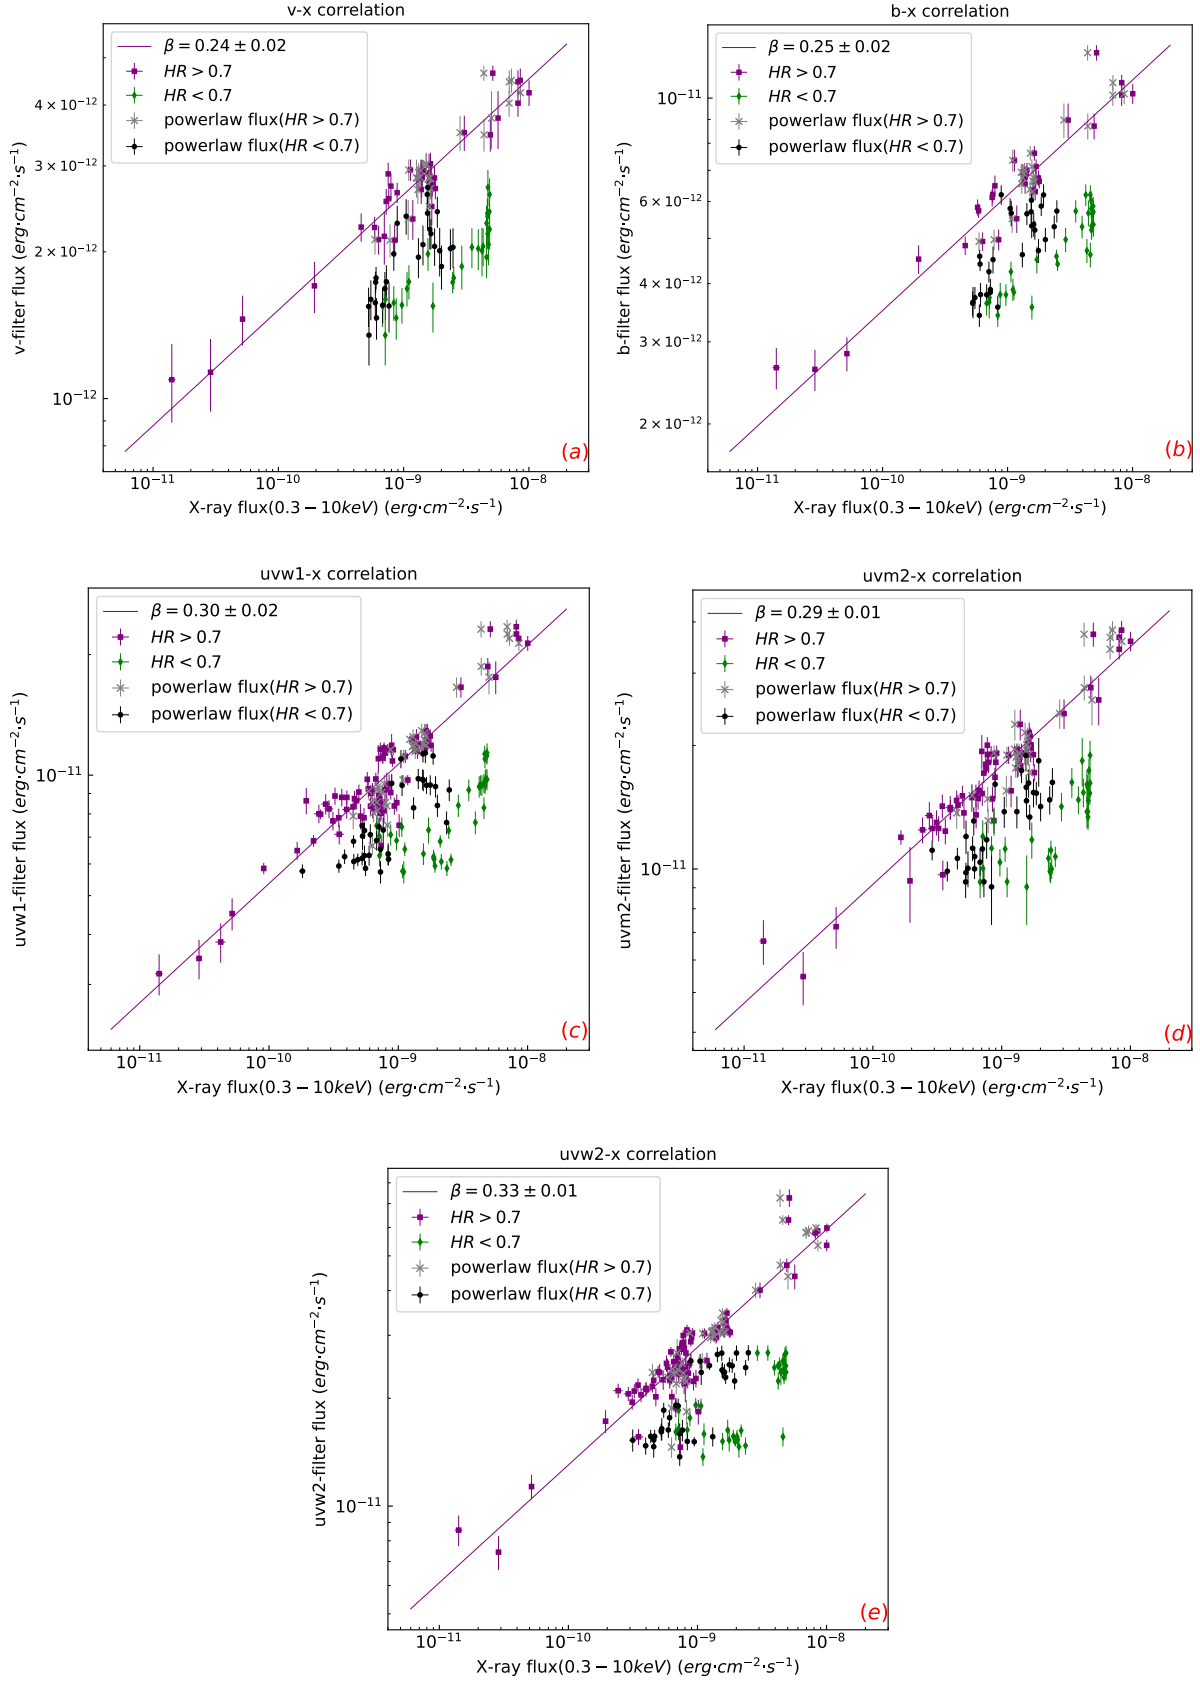 v-x correlation
β = 0.24 ± 0.02
HR > 0.7
HR < 0.7
powerlaw flux(HR > 0.7)
powerlaw flux(HR < 0.7)
4 × 10⁻¹²
3 × 10⁻¹²
2 × 10⁻¹²
10⁻¹²
v-filter flux (erg·cm⁻²·s⁻¹)
(a)
10⁻¹¹ 10⁻¹⁰ 10⁻⁹ 10⁻⁸
X-ray flux(0.3 − 10keV) (erg·cm⁻²·s⁻¹)
b-x correlation
β = 0.25 ± 0.02
HR > 0.7
HR < 0.7
powerlaw flux(HR > 0.7)
powerlaw flux(HR < 0.7)
10⁻¹¹
6 × 10⁻¹²
4 × 10⁻¹²
3 × 10⁻¹²
2 × 10⁻¹²
b-filter flux (erg·cm⁻²·s⁻¹)
(b)
10⁻¹¹ 10⁻¹⁰ 10⁻⁹ 10⁻⁸
X-ray flux(0.3 − 10keV) (erg·cm⁻²·s⁻¹)
uvw1-x correlation
β = 0.30 ± 0.02
HR > 0.7
HR < 0.7
powerlaw flux(HR > 0.7)
powerlaw flux(HR < 0.7)
10⁻¹¹
uvw1-filter flux (erg·cm⁻²·s⁻¹)
(c)
10⁻¹¹ 10⁻¹⁰ 10⁻⁹ 10⁻⁸
X-ray flux(0.3 − 10keV) (erg·cm⁻²·s⁻¹)
uvm2-x correlation
β = 0.29 ± 0.01
HR > 0.7
HR < 0.7
powerlaw flux(HR > 0.7)
powerlaw flux(HR < 0.7)
10⁻¹¹
uvm2-filter flux (erg·cm⁻²·s⁻¹)
(d)
10⁻¹¹ 10⁻¹⁰ 10⁻⁹ 10⁻⁸
X-ray flux(0.3 − 10keV) (erg·cm⁻²·s⁻¹)
uvw2-x correlation
β = 0.33 ± 0.01
HR > 0.7
HR < 0.7
powerlaw flux(HR > 0.7)
powerlaw flux(HR < 0.7)
10⁻¹¹
uvw2-filter flux (erg·cm⁻²·s⁻¹)
(e)
10⁻¹¹ 10⁻¹⁰ 10⁻⁹ 10⁻⁸
X-ray flux(0.3 − 10keV) (erg·cm⁻²·s⁻¹)